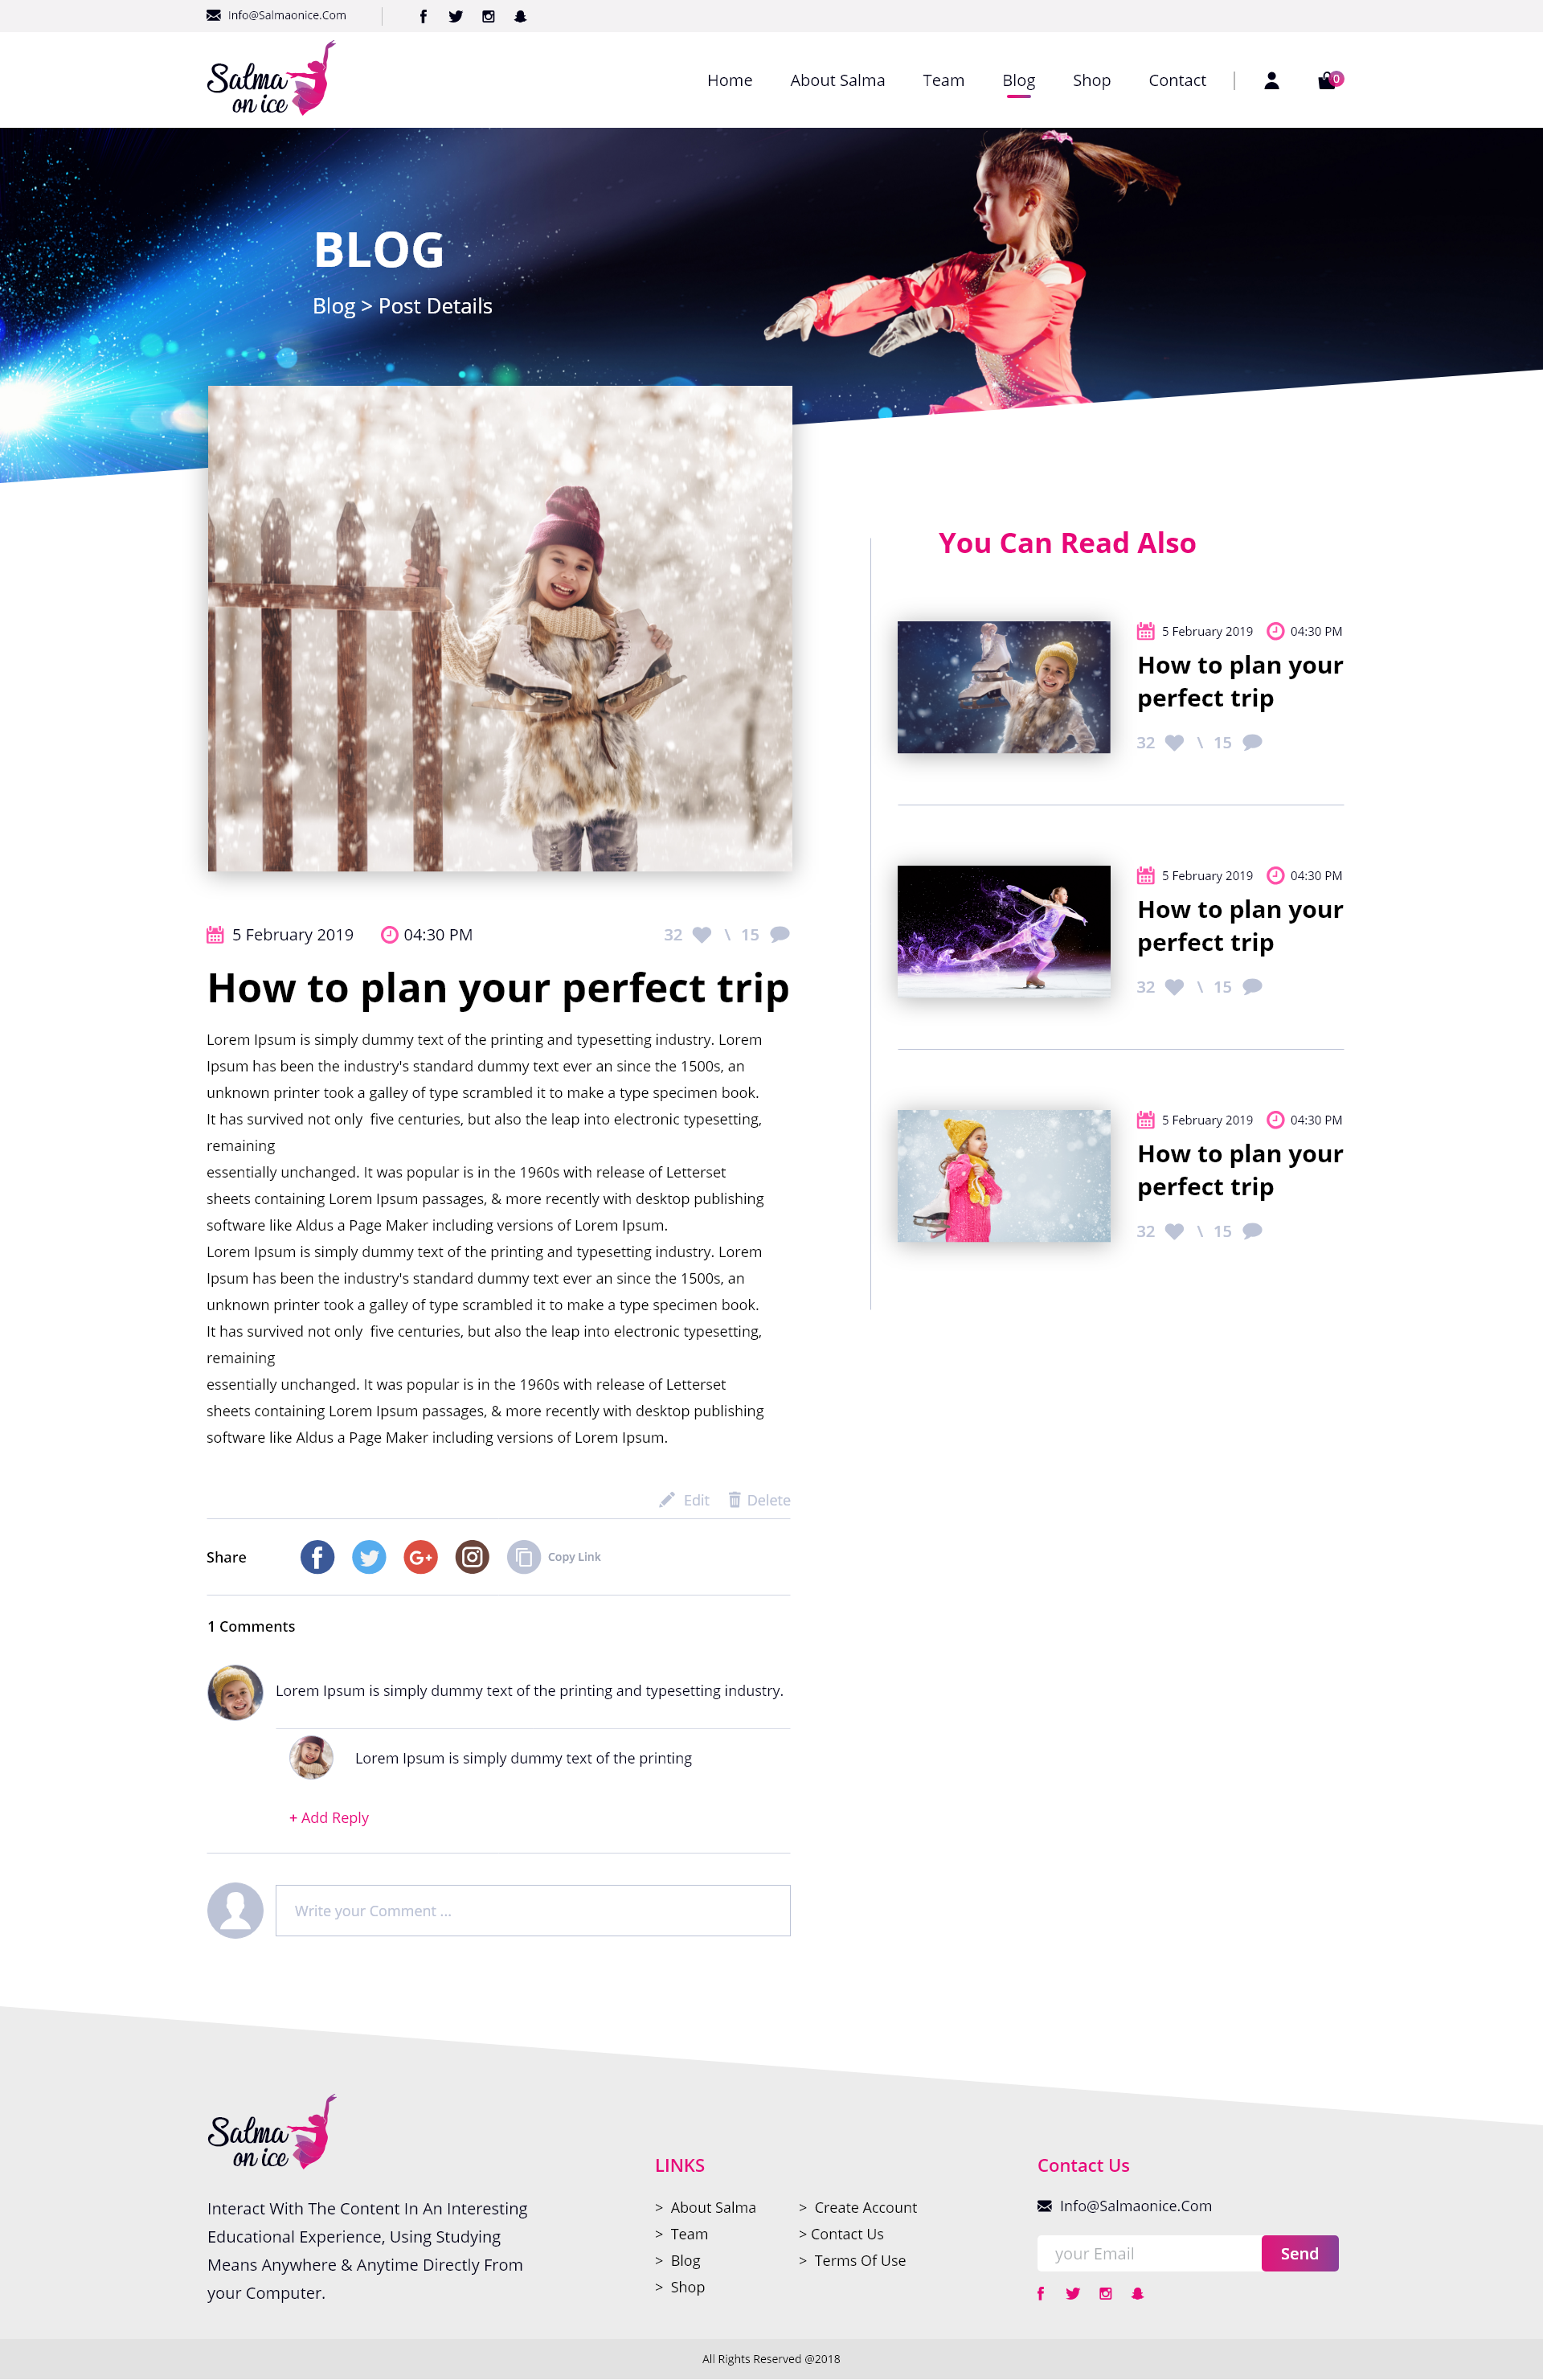 Info@Salmaonice.Com
Salma
on ice
Home About Salma Team Blog Shop Contact 0
BLOG
Blog > Post Details
5 February 2019 04:30 PM 32 \ 15
How to plan your perfect trip
Lorem Ipsum is simply dummy text of the printing and typesetting industry. Lorem
Ipsum has been the industry's standard dummy text ever an since the 1500s, an
unknown printer took a galley of type scrambled it to make a type specimen book.
It has survived not only five centuries, but also the leap into electronic typesetting,
remaining
essentially unchanged. It was popular is in the 1960s with release of Letterset
sheets containing Lorem Ipsum passages, & more recently with desktop publishing
software like Aldus a Page Maker including versions of Lorem Ipsum.
Lorem Ipsum is simply dummy text of the printing and typesetting industry. Lorem
Ipsum has been the industry's standard dummy text ever an since the 1500s, an
unknown printer took a galley of type scrambled it to make a type specimen book.
It has survived not only five centuries, but also the leap into electronic typesetting,
remaining
essentially unchanged. It was popular is in the 1960s with release of Letterset
sheets containing Lorem Ipsum passages, & more recently with desktop publishing
software like Aldus a Page Maker including versions of Lorem Ipsum.
Edit Delete
Share Copy Link
1 Comments
Lorem Ipsum is simply dummy text of the printing and typesetting industry.
Lorem Ipsum is simply dummy text of the printing
+ Add Reply
Write your Comment ...
You Can Read Also
5 February 2019 04:30 PM
How to plan your
perfect trip
32 \ 15
5 February 2019 04:30 PM
How to plan your
perfect trip
32 \ 15
5 February 2019 04:30 PM
How to plan your
perfect trip
32 \ 15
Salma
on ice
Interact With The Content In An Interesting
Educational Experience, Using Studying
Means Anywhere & Anytime Directly From
your Computer.
LINKS
> About Salma
> Team
> Blog
> Shop
> Create Account
> Contact Us
> Terms Of Use
Contact Us
Info@Salmaonice.Com
your Email Send
All Rights Reserved @2018